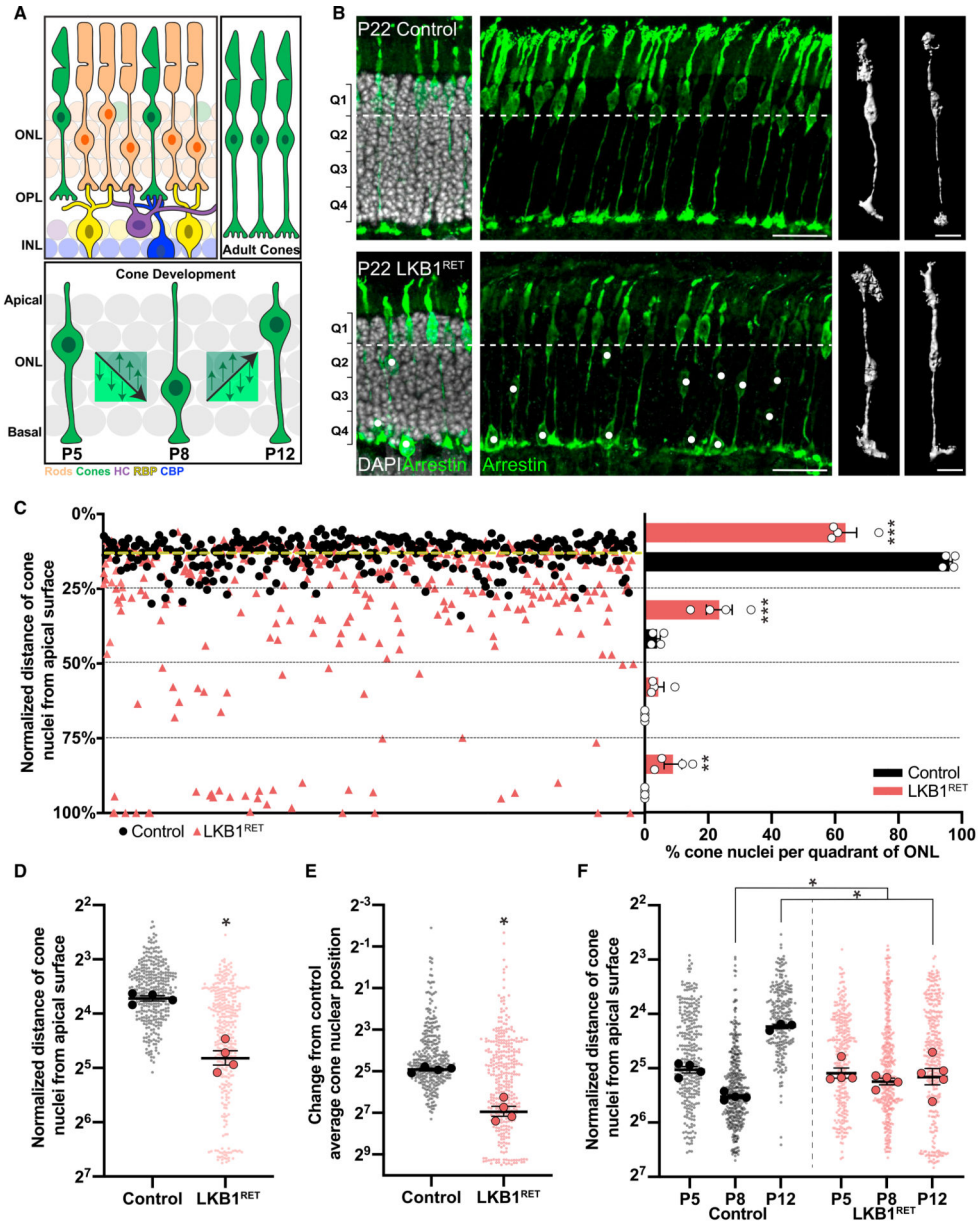 A
ONL
OPL
INL
Adult Cones
Cone Development
Apical
ONL
Basal
P5 P8 P12
Rods Cones HC RBP CBP
B
P22 Control
Q1
Q2
Q3
Q4
P22 LKB1RET
Q1
Q2
Q3
Q4
DAPI Arrestin
Arrestin
C
Normalized distance of cone
nuclei from apical surface
0%
25%
50%
75%
100%
Control LKB1RET
***
***
**
Control
LKB1RET
0 20 40 60 80 100
% cone nuclei per quadrant of ONL
D
Normalized distance of cone
nuclei from apical surface
22
23
24
25
26
27
*
Control LKB1RET
E
Change from control
average cone nuclear position
2-3
2-1
23
25
27
29
*
Control LKB1RET
F
Normalized distance of cone
nuclei from apical surface
22
23
24
25
26
27
*
*
P5 P8 P12 P5 P8 P12
Control LKB1RET